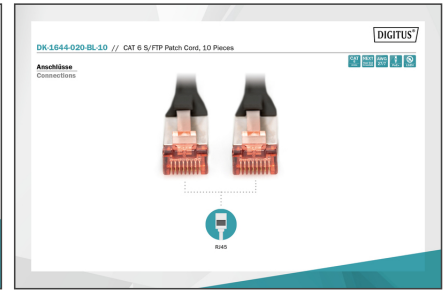 DIGITUS®
DK-1644-020-BL-10 // CAT 6 S/FTP Patch Cord, 10 Pieces
Anschlüsse
Connections
RJ45